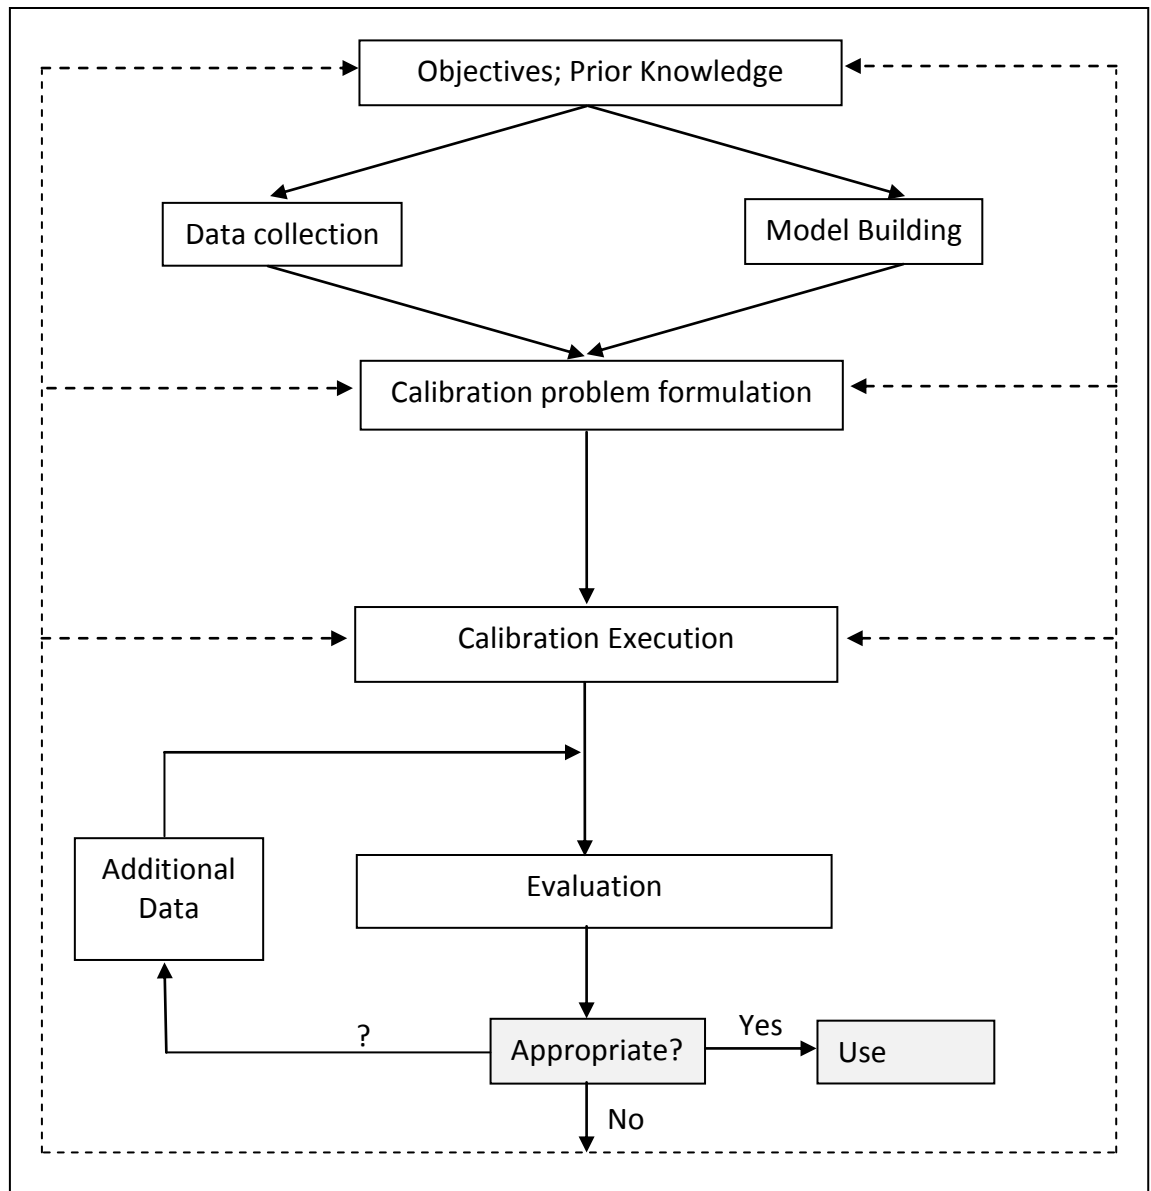 Objectives; Prior Knowledge
Data collection
Model Building
Calibration problem formulation
Calibration Execution
Additional
Data
Evaluation
?
Appropriate?
Yes
Use
No